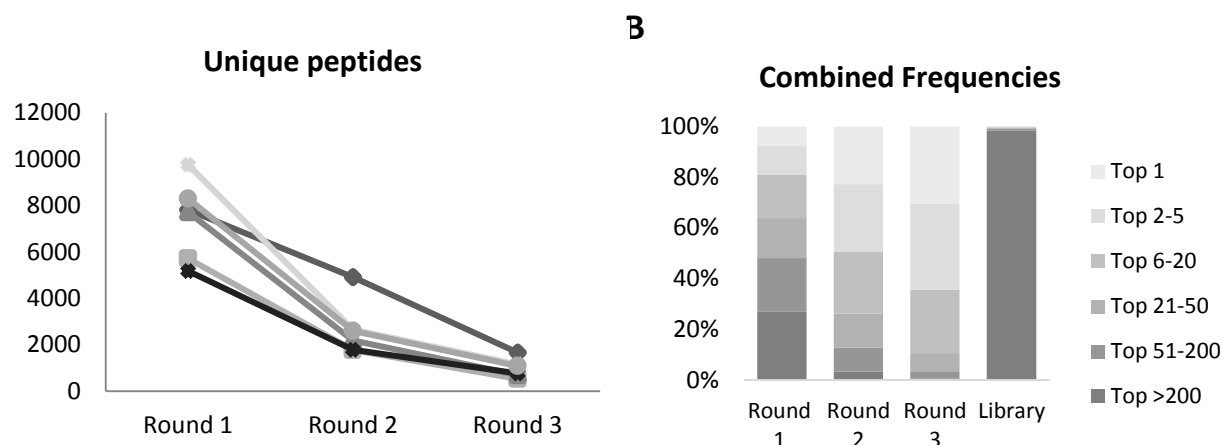 Unique peptides
12000
10000
8000
6000
4000
2000
0
Round 1 Round 2 Round 3
B
Combined Frequencies
100%
80%
60%
40%
20%
0%
Round 1
Round 2
Round 3
Library
Top 1
Top 2-5
Top 6-20
Top 21-50
Top 51-200
Top >200